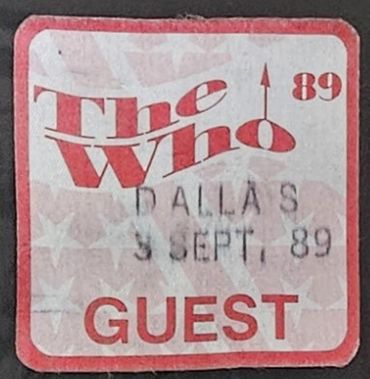 The 89
Who
DALLAS
3 SEPT, 89
GUEST